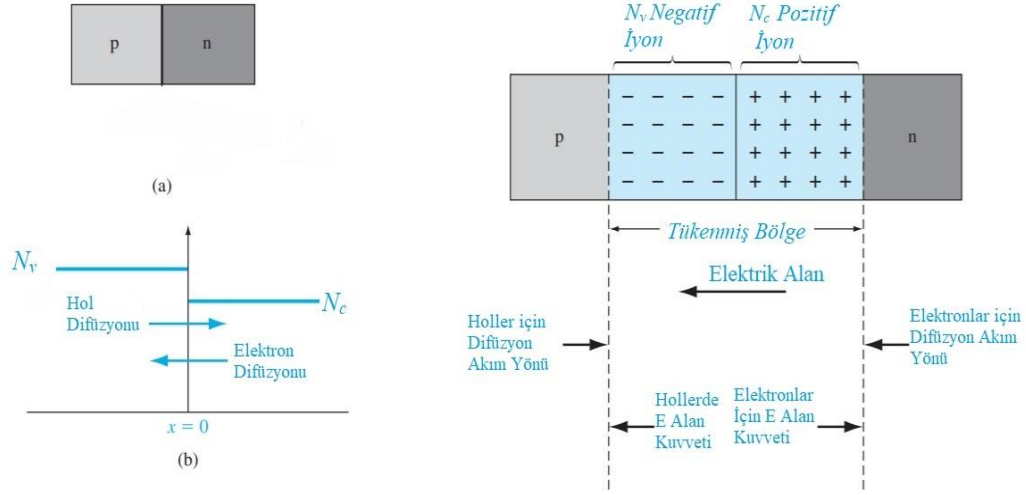 p
n
(a)
N_v
N_c
Hol
Difüzyonu
Elektron
Difüzyonu
x = 0
(b)
N_v Negatif
İyon
N_c Pozitif
İyon
p
− − − − + + + +
− − − − + + + +
− − − − + + + +
− − − − + + + +
n
Tükenmiş Bölge
Elektrik Alan
Holler için
Difüzyon
Akım Yönü
Elektronlar için
Difüzyon Akım
Yönü
Hollerde
E Alan
Kuvveti
Elektronlar
İçin E Alan
Kuvveti